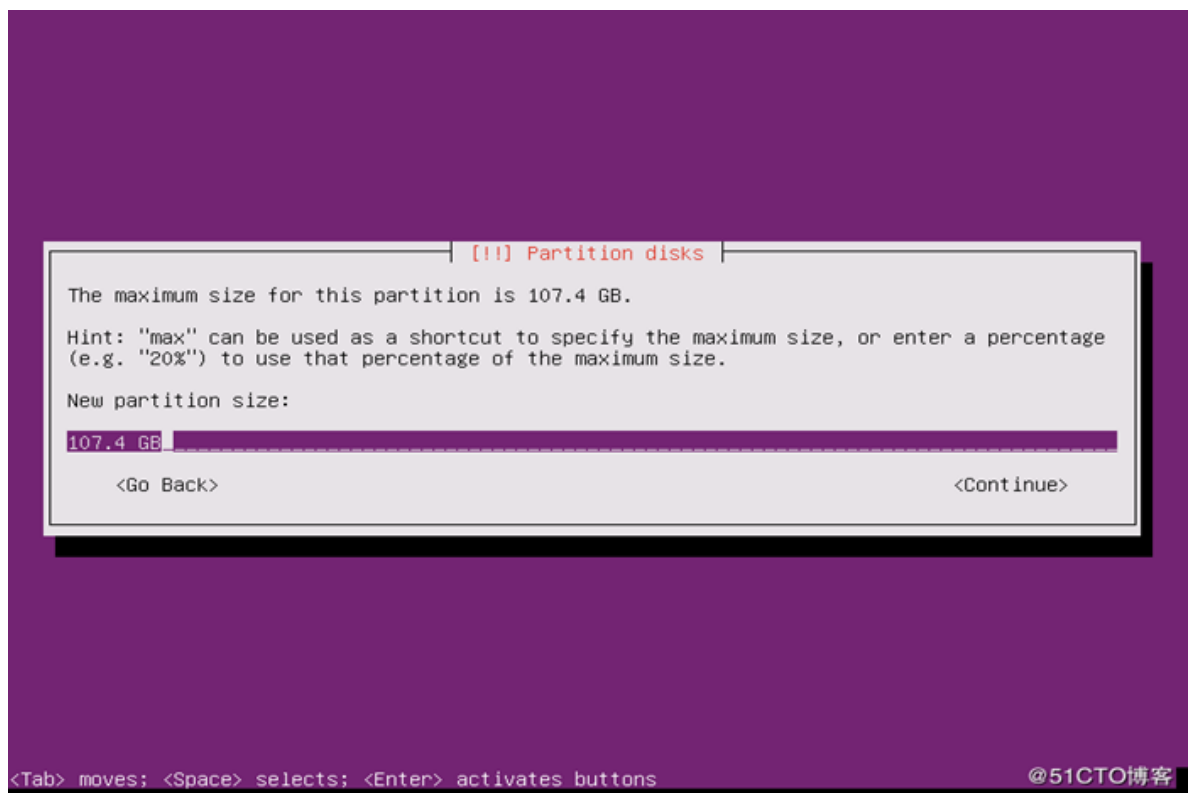 [!!] Partition disks
The maximum size for this partition is 107.4 GB.
Hint: "max" can be used as a shortcut to specify the maximum size, or enter a percentage
(e.g. "20%") to use that percentage of the maximum size.
New partition size:
107.4 GB
<Go Back> <Continue>
<Tab> moves; <Space> selects; <Enter> activates buttons
@51CTO博客